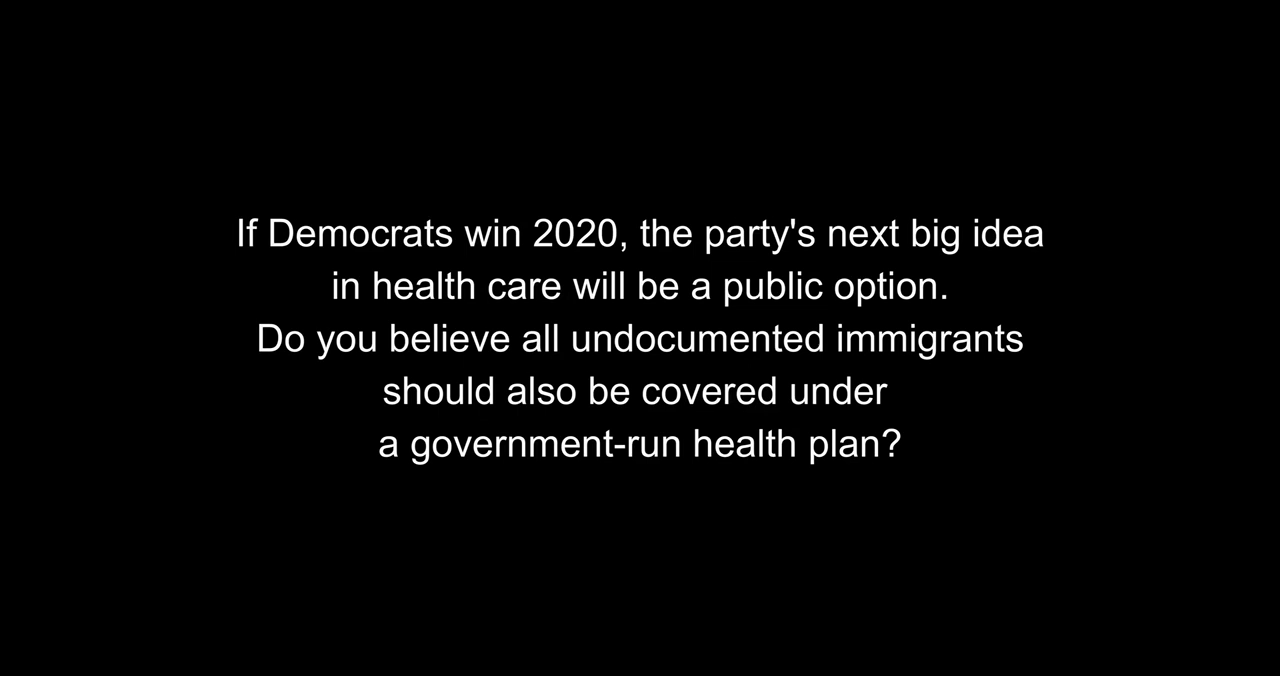 If Democrats win 2020, the party's next big idea
in health care will be a public option.
Do you believe all undocumented immigrants
should also be covered under
a government-run health plan?